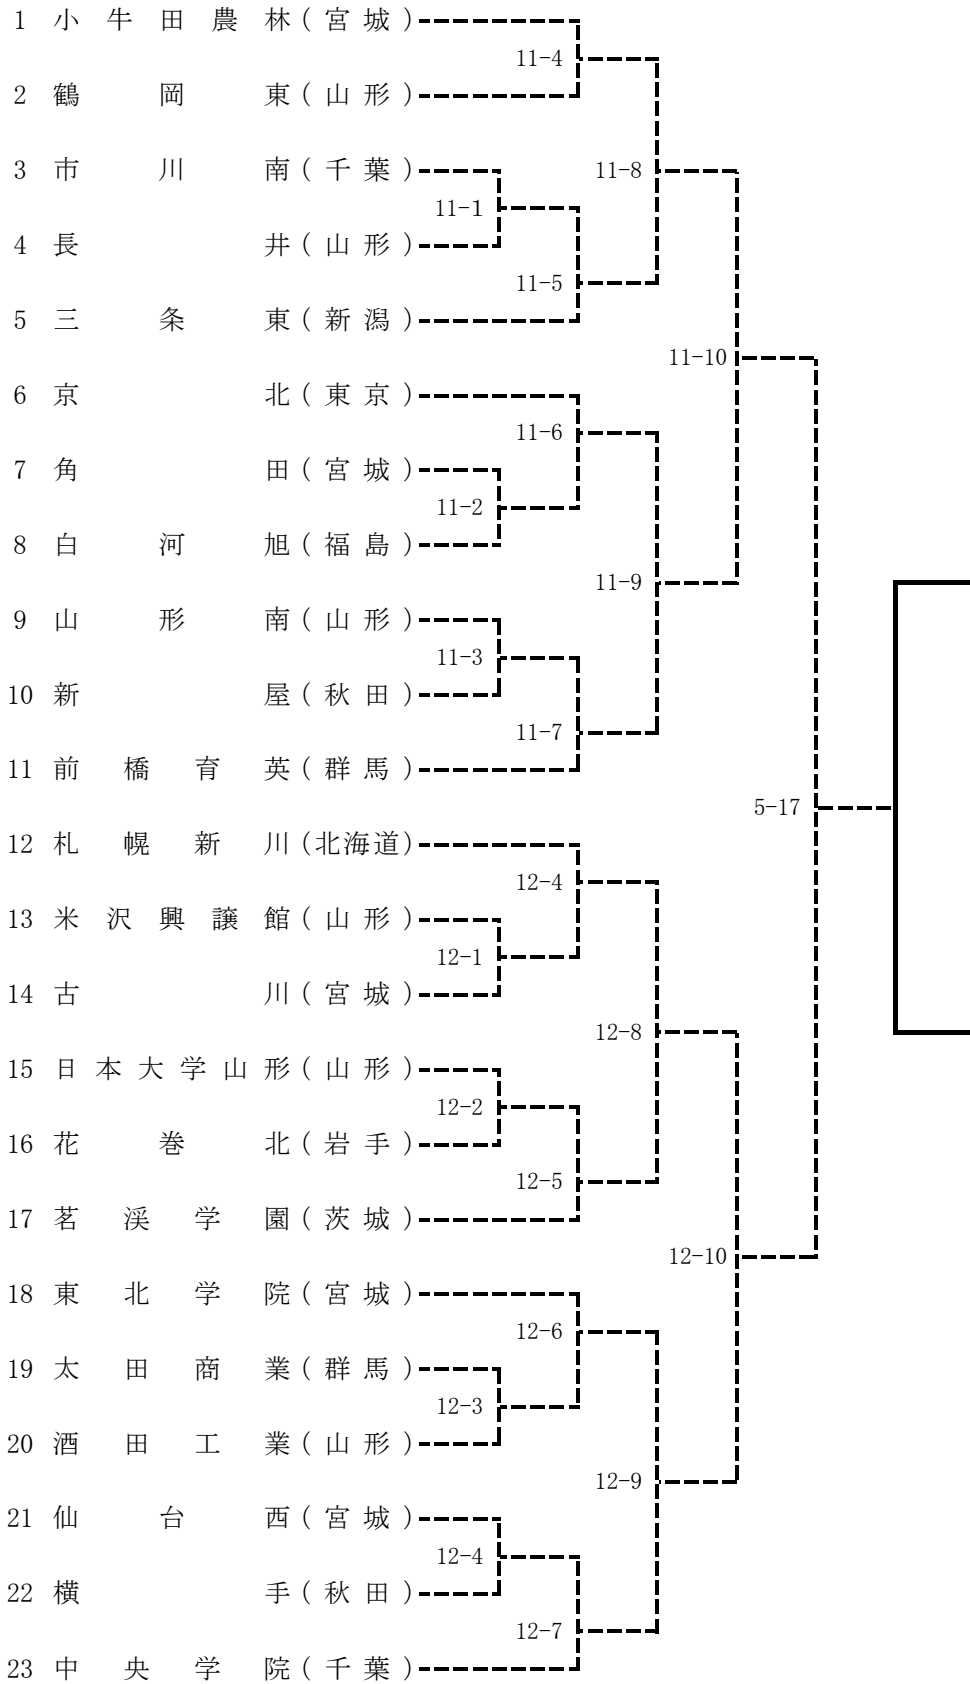 1 小牛田農林(宮城)
11-4
2 鶴岡東(山形)
3 市川南(千葉)
11-8
11-1
4 長井(山形)
11-5
5 三条東(新潟)
11-10
6 京北(東京)
11-6
7 角田(宮城)
11-2
8 白河旭(福島)
11-9
9 山形南(山形)
11-3
10 新屋(秋田)
11-7
11 前橋育英(群馬)
5-17
12 札幌新川(北海道)
12-4
13 米沢興譲館(山形)
12-1
14 古川(宮城)
12-8
15 日本大学山形(山形)
12-2
16 花巻北(岩手)
12-5
17 茗渓学園(茨城)
12-10
18 東北学院(宮城)
12-6
19 太田商業(群馬)
12-3
20 酒田工業(山形)
12-9
21 仙台西(宮城)
12-4
22 横手(秋田)
12-7
23 中央学院(千葉)